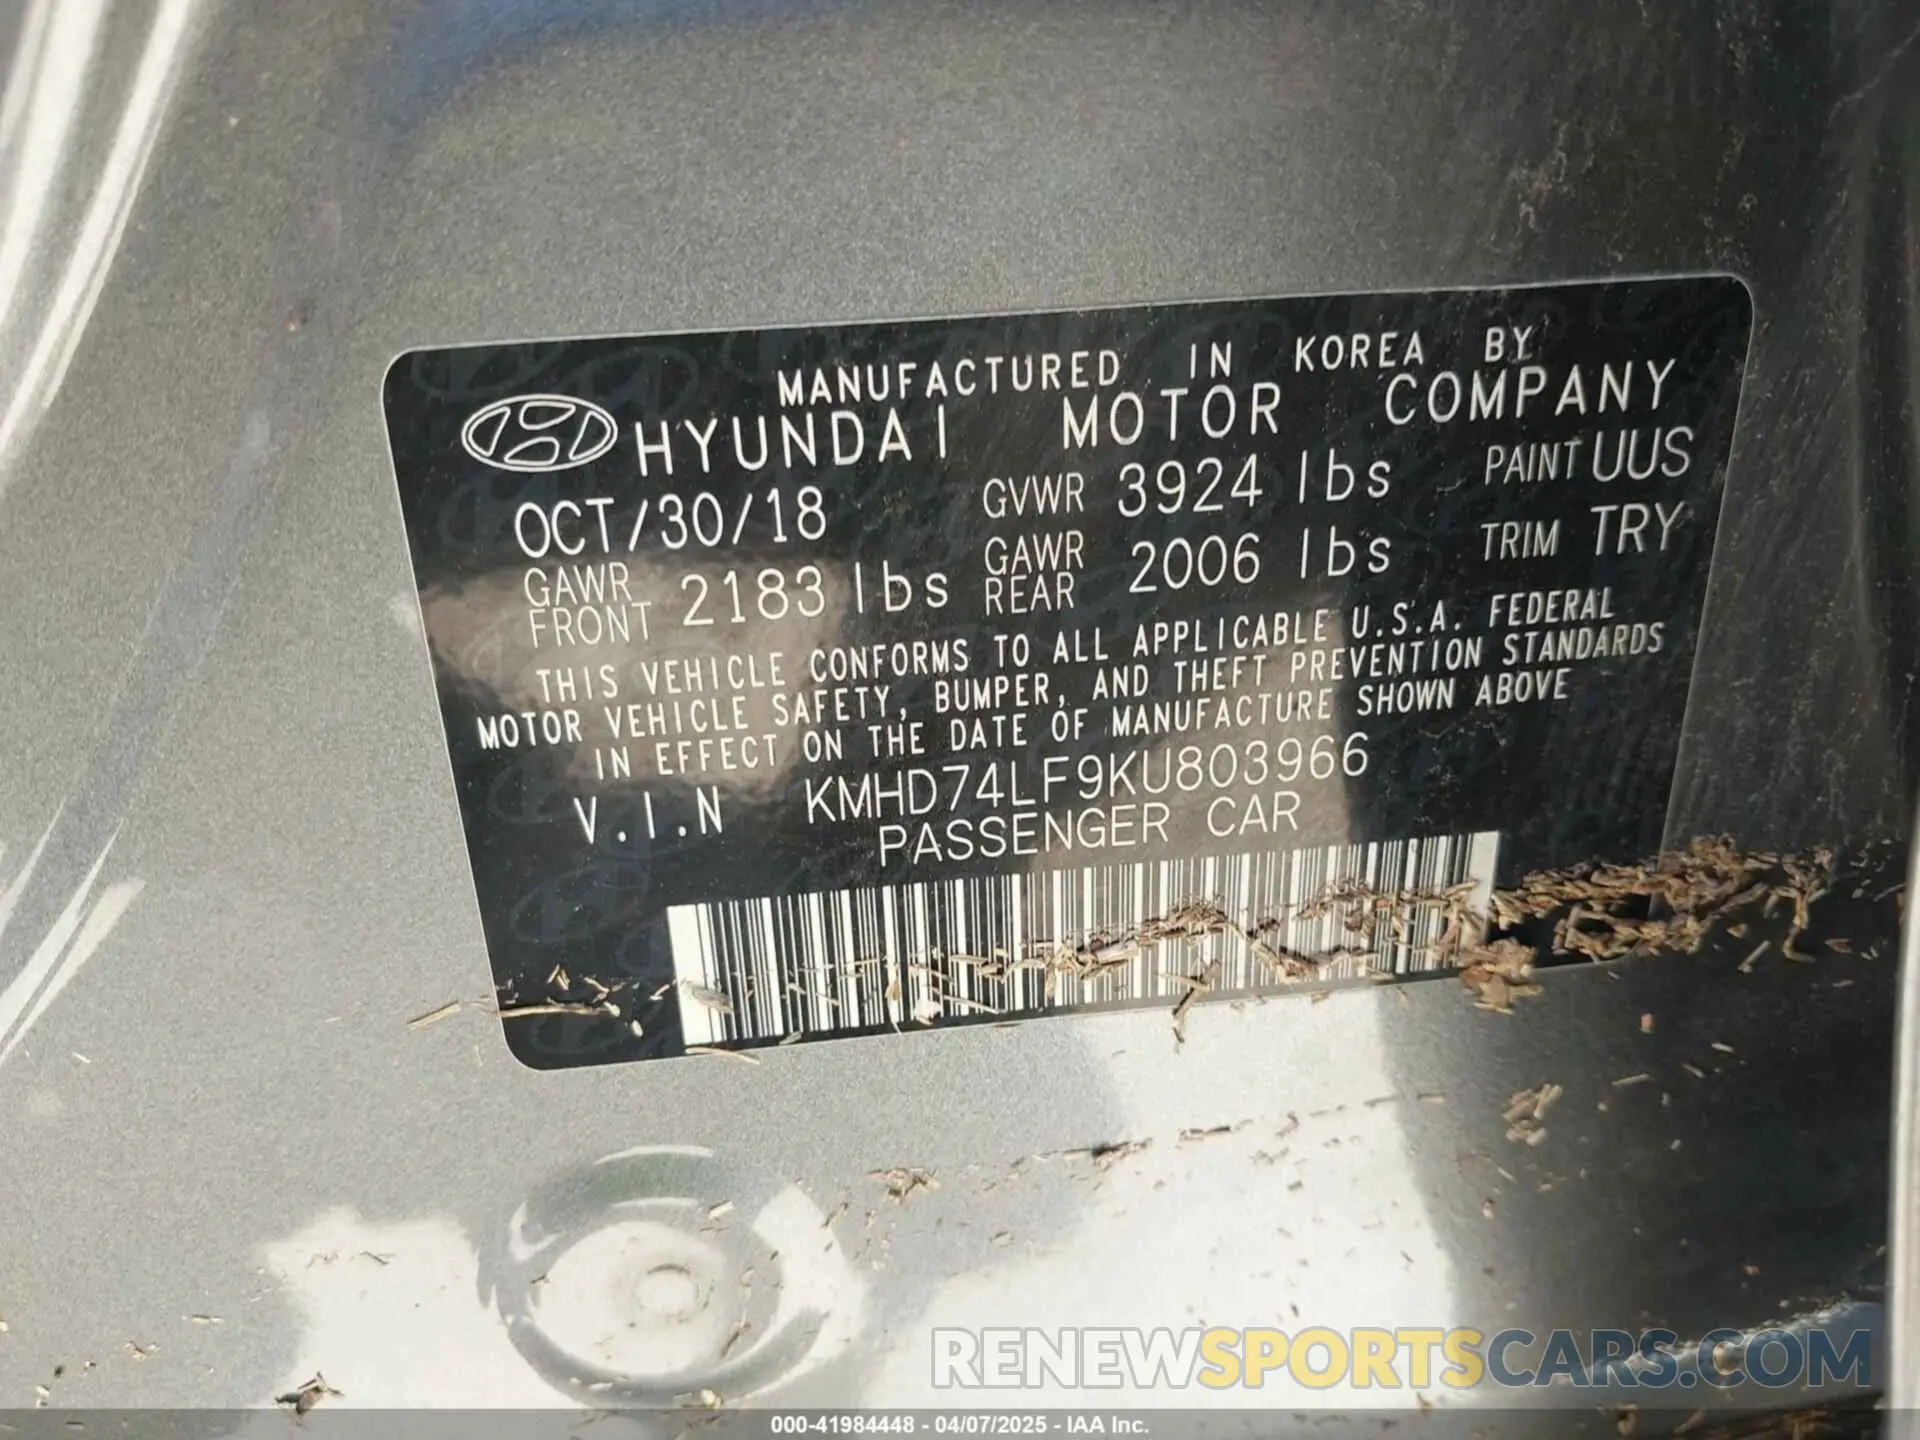 MANUFACTURED IN KOREA BY
HYUNDAI MOTOR COMPANY
OCT/30/18 GVWR 3924 lbs PAINT UUS
GAWR FRONT 2183 lbs GAWR REAR 2006 lbs TRIM TRY
THIS VEHICLE CONFORMS TO ALL APPLICABLE U.S.A. FEDERAL
MOTOR VEHICLE SAFETY, BUMPER, AND THEFT PREVENTION STANDARDS
IN EFFECT ON THE DATE OF MANUFACTURE SHOWN ABOVE
V.I.N KMHD74LF9KU803966
PASSENGER CAR
RENEWSPORTSCARS.COM
000-41984448 - 04/07/2025 - IAA Inc.